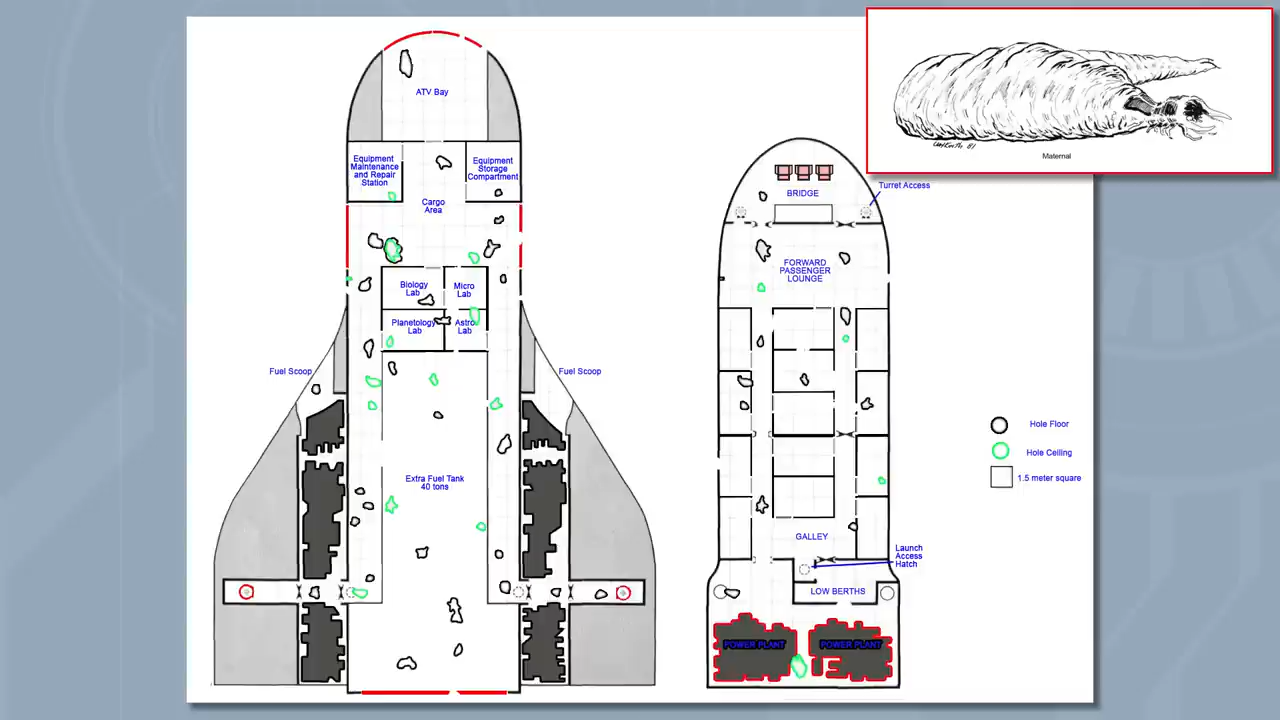 ATV Bay
Equipment
Maintenance
and Repair
Station
Equipment
Storage
Compartment
Cargo
Area
Biology
Lab
Micro
Lab
Planetology
Lab
Astro
Lab
Fuel Scoop
Fuel Scoop
Extra Fuel Tank
40 tons
BRIDGE
Turret Access
FORWARD
PASSENGER
LOUNGE
GALLEY
Launch
Access
Hatch
LOW BERTHS
POWER PLANT
POWER PLANT
Hole Floor
Hole Ceiling
1.5 meter square
Maternal